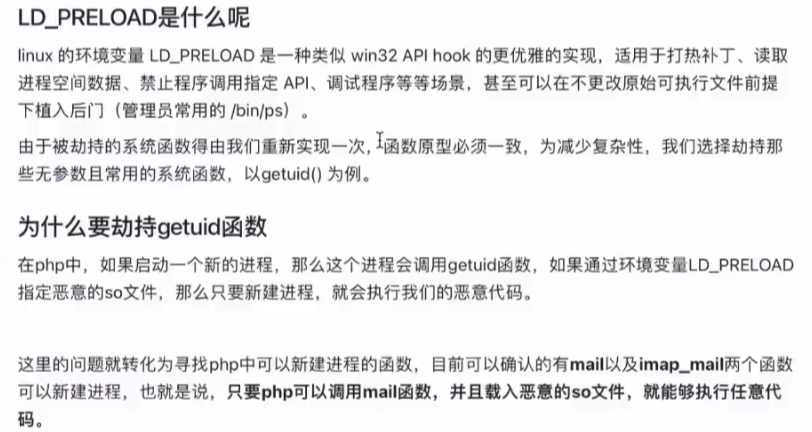 LD_PRELOAD是什么呢
linux 的环境变量 LD_PRELOAD 是一种类似 win32 API hook 的更优雅的实现，适用于打热补丁、读取
进程空间数据、禁止程序调用指定 API、调试程序等等场景，甚至可以在不更改原始可执行文件前提
下植入后门（管理员常用的 /bin/ps）。
由于被劫持的系统函数得由我们重新实现一次，函数原型必须一致，为减少复杂性，我们选择劫持那
些无参数且常用的系统函数，以getuid() 为例。
为什么要劫持getuid函数
在php中，如果启动一个新的进程，那么这个进程会调用getuid函数，如果通过环境变量LD_PRELOAD
指定恶意的so文件，那么只要新建进程，就会执行我们的恶意代码。
这里的问题就转化为寻找php中可以新建进程的函数，目前可以确认的有mail以及imap_mail两个函数
可以新建进程，也就是说，只要php可以调用mail函数，并且载入恶意的so文件，就能够执行任意代
码。